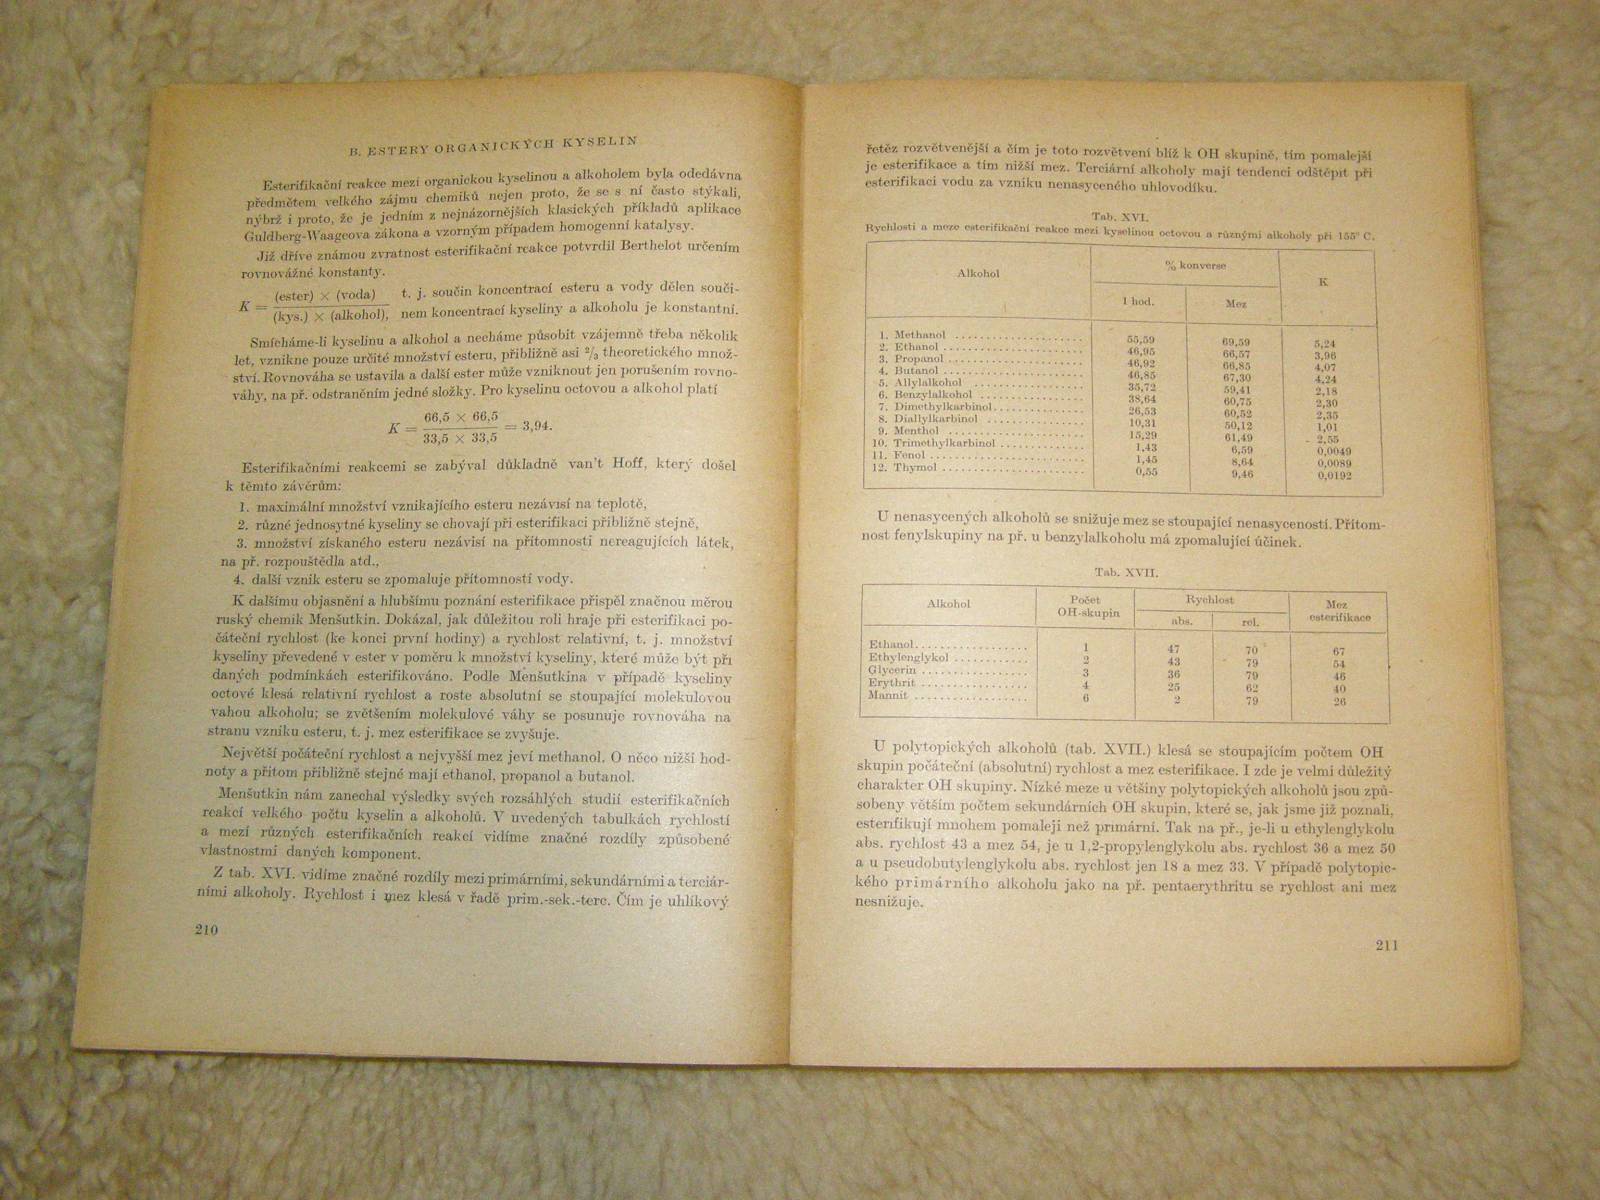 B. ESTERY ORGANICKÝCH KYSELIN
Esterifikační reakce mezi organickou kyselinou a alkoholem byla odedávna
předmětem velkého zájmu chemiků nejen proto, že se s ní často stýkali,
nýbrž i proto, že je jedním z nejnázornějších klasických příkladů aplikace
Guldberg-Waageova zákona a vzorným případem homogenní katalysy.
Již dříve známou zvratnost esterifikační reakce potvrdil Berthelot určením
rovnovážné konstanty.
K = (ester) × (voda) / (kys.) × (alkohol), t. j. součin koncentrací esteru a vody dělen souči-
nem koncentrací kyseliny a alkoholu je konstantní.
Smícháme-li kyselinu a alkohol a necháme působit vzájemně třeba několik
let, vznikne pouze určité množství esteru, přibližně asi 2/3 theoretického množ-
ství. Rovnováha se ustavila a další ester může vzniknout jen porušením rovno-
váhy, na př. odstraněním jedné složky. Pro kyselinu octovou a alkohol platí
K = 66,5 × 66,5 / 33,5 × 33,5 = 3,94.
Esterifikačními reakcemi se zabýval důkladně van't Hoff, který došel
k těmto závěrům:
1. maximální množství vznikajícího esteru nezávisí na teplotě,
2. různé jednosytné kyseliny se chovají při esterifikaci přibližně stejně,
3. množství získaného esteru nezávisí na přítomnosti nereagujících látek,
na př. rozpouštědla atd.,
4. další vznik esteru se zpomaluje přítomností vody.
K dalšímu objasnění a hlubšímu poznání esterifikace přispěl značnou měrou
ruský chemik Menšutkin. Dokázal, jak důležitou roli hraje při esterifikaci po-
čáteční rychlost (ke konci první hodiny) a rychlost relativní, t. j. množství
kyseliny převedené v ester v poměru k množství kyseliny, které může být při
daných podmínkách esterifikováno. Podle Menšutkina v případě kyseliny
octové klesá relativní rychlost a roste absolutní se stoupající molekulovou
vahou alkoholu; se zvětšením molekulové váhy se posunuje rovnováha na
stranu vzniku esteru, t. j. mez esterifikace se zvyšuje.
Největší počáteční rychlost a nejvyšší mez jeví methanol. O něco nižší hod-
noty a přitom přibližně stejné mají ethanol, propanol a butanol.
Menšutkin nám zanechal výsledky svých rozsáhlých studií esterifikačních
reakcí velkého počtu kyselin a alkoholů. V uvedených tabulkách rychlostí
a mezí různých esterifikačních reakcí vidíme značné rozdíly způsobené
vlastnostmi daných komponent.
Z tab. XVI. vidíme značné rozdíly mezi primárními, sekundárními a terciár-
ními alkoholy. Rychlost i mez klesá v řadě prim.-sek.-terc. Čím je uhlíkový
210
řetěz rozvětvenější a čím je toto rozvětvení blíž k OH skupině, tím pomalejší
je esterifikace a tím nižší mez. Terciární alkoholy mají tendenci odštěpit při
esterifikaci vodu za vzniku nenasyceného uhlovodíku.
Tab. XVI.
Rychlosti a meze esterifikační reakce mezi kyselinou octovou a různými alkoholy při 155° C.
Alkohol % konverse K
1 hod. Mez
1. Methanol 55,59 69,59 5,24
2. Ethanol 46,95 66,57 3,96
3. Propanol 46,92 66,85 4,07
4. Butanol 46,85 67,30 4,24
5. Allylalkohol 35,72 59,41 2,18
6. Benzylalkohol 38,64 60,75 2,30
7. Dimethylkarbinol 26,53 60,52 2,35
8. Diallylkarbinol 10,31 50,12 1,01
9. Menthol 15,29 61,49 2,55
10. Trimethylkarbinol 1,43 6,59 0,0049
11. Fenol 1,45 8,64 0,0089
12. Thymol 0,55 9,46 0,0192
U nenasycených alkoholů se snižuje mez se stoupající nenasyceností. Přítom-
nost fenylskupiny na př. u benzylalkoholu má zpomalující účinek.
Tab. XVII.
Alkohol Počet OH-skupin Rychlost Mez esterifikace
abs. rel.
Ethanol 1 47 70 67
Ethylenglykol 2 43 79 54
Glycerin 3 36 79 46
Erythrit 4 25 62 40
Mannit 6 2 79 26
U polytopických alkoholů (tab. XVII.) klesá se stoupajícím počtem OH
skupin počáteční (absolutní) rychlost a mez esterifikace. I zde je velmi důležitý
charakter OH skupiny. Nízké meze u většiny polytopických alkoholů jsou způ-
sobeny větším počtem sekundárních OH skupin, které se, jak jsme již poznali,
esterifikují mnohem pomaleji než primární. Tak na př., je-li u ethylenglykolu
abs. rychlost 43 a mez 54, je u 1,2-propylenglykolu abs. rychlost 36 a mez 50
a u pseudobutylenglykolu abs. rychlost jen 18 a mez 33. V případě polytopic-
kého primárního alkoholu jako na př. pentaerythritu se rychlost ani mez
nesnižuje.
211